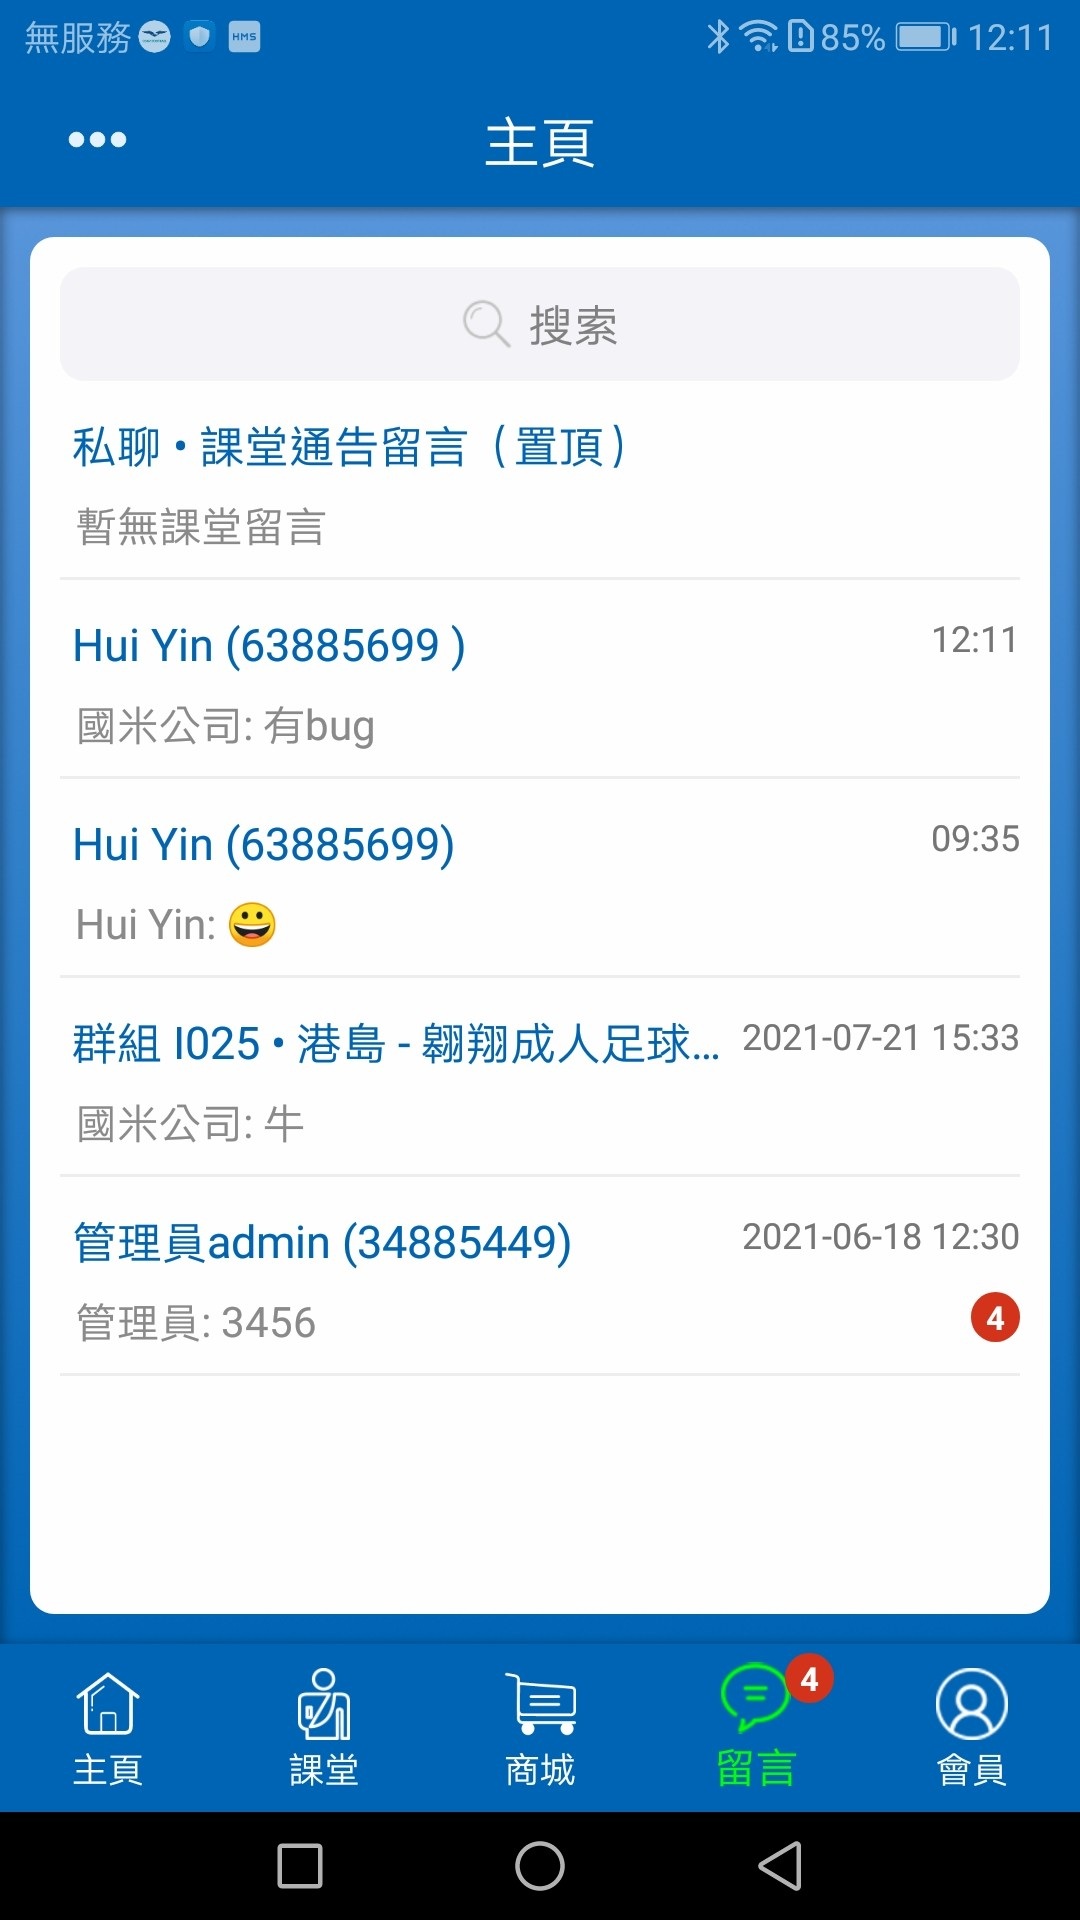 無服務 HMS 85% 12:11
主頁
搜索
私聊 • 課堂通告留言（置頂）
暫無課堂留言
Hui Yin (63885699 ) 12:11
國米公司: 有bug
Hui Yin (63885699) 09:35
Hui Yin: 😀
群組 I025 • 港島 - 翱翔成人足球... 2021-07-21 15:33
國米公司: 牛
管理員admin (34885449) 2021-06-18 12:30
管理員: 3456 4
4
主頁 課堂 商城 留言 會員